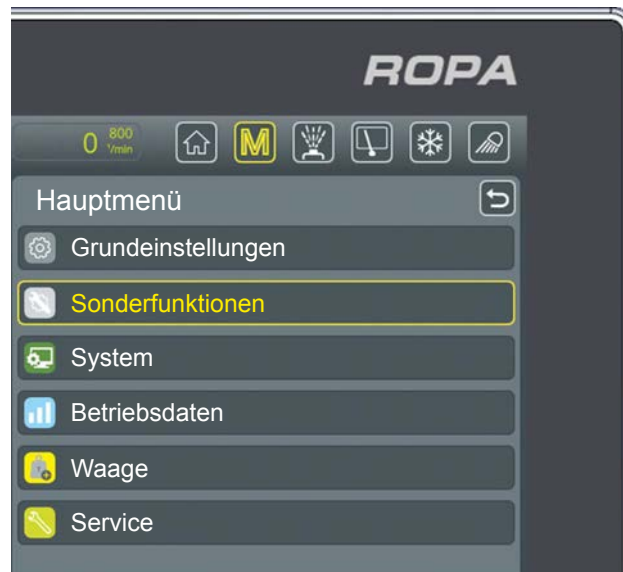 ROPA
0 800 1/min
M
Hauptmenü
Grundeinstellungen
Sonderfunktionen
System
Betriebsdaten
Waage
Service